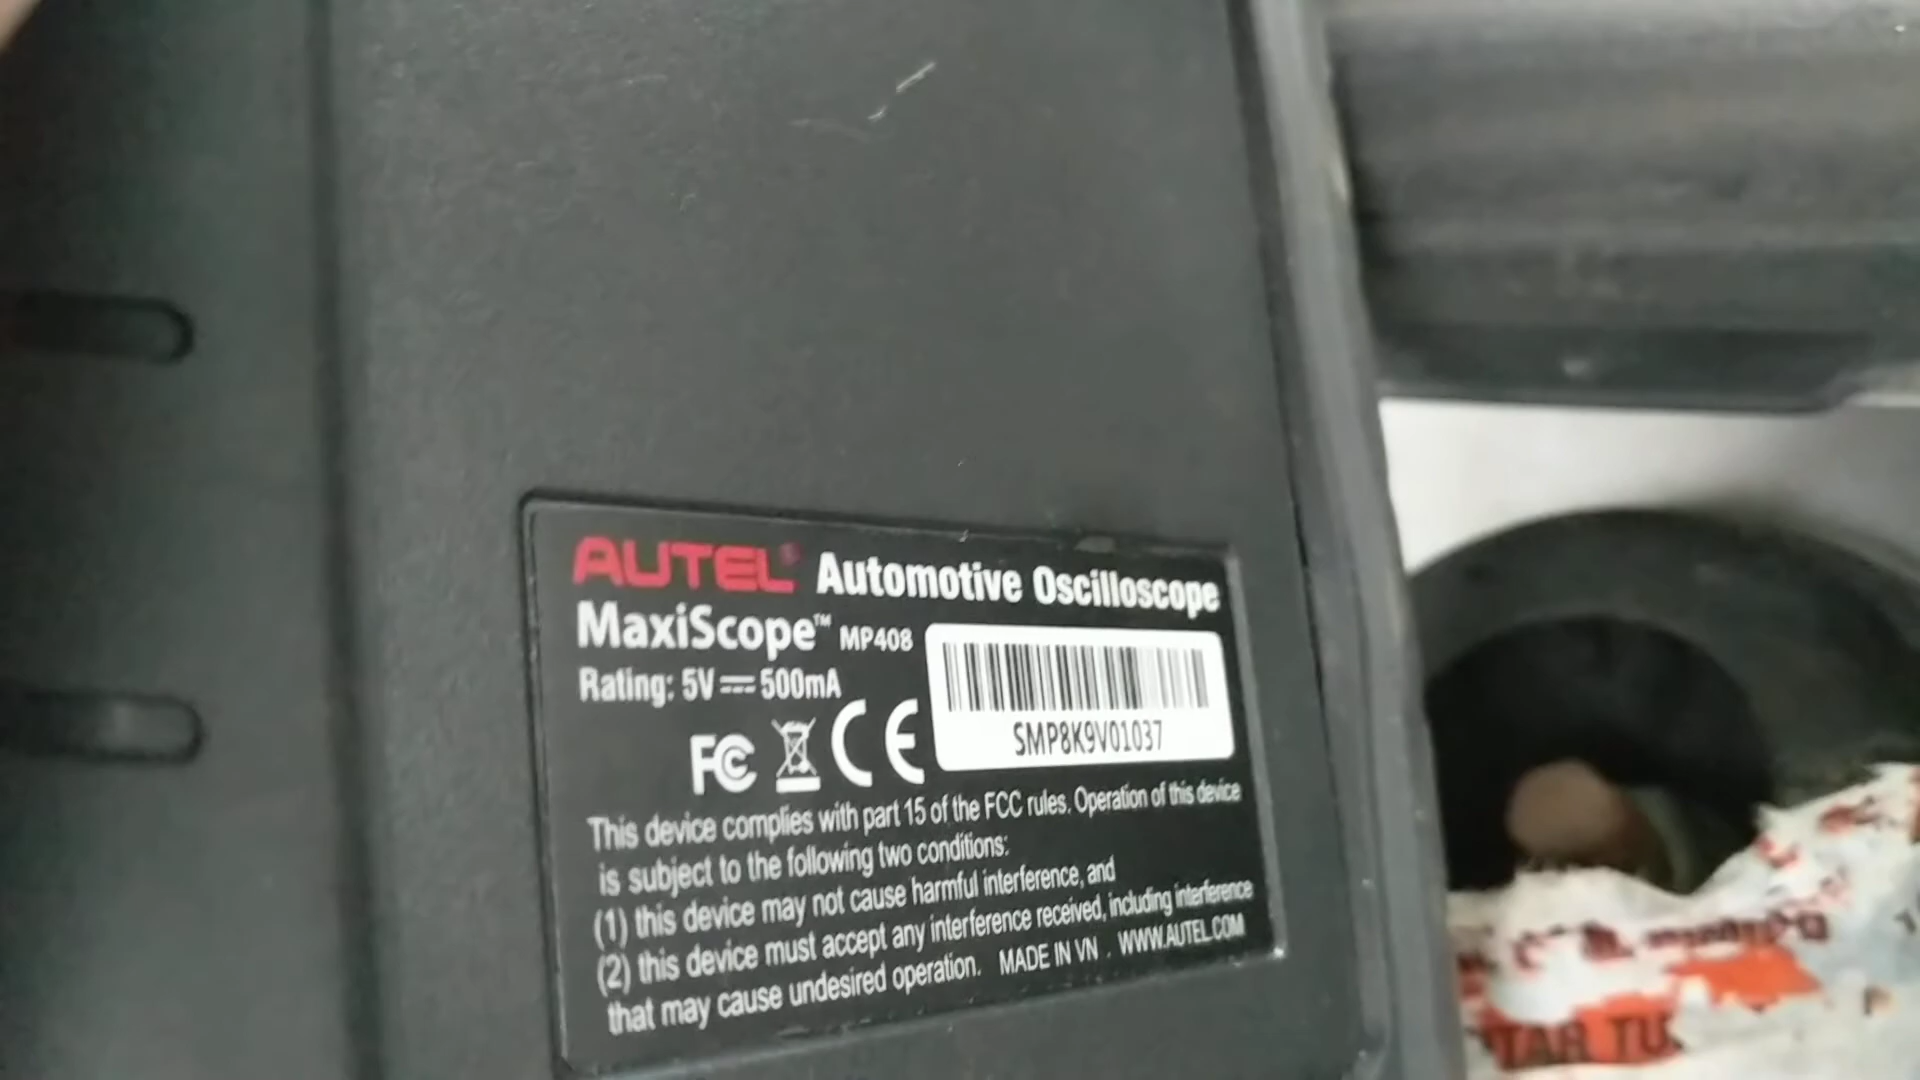 AUTEL® Automotive Oscilloscope
MaxiScope™ MP408
Rating: 5V⎓500mA
FC CE
SMP8K9V01037
This device complies with part 15 of the FCC rules. Operation of this device
is subject to the following two conditions:
(1) this device may not cause harmful interference, and
(2) this device must accept any interference received, including interference
that may cause undesired operation. MADE IN VN . WWW.AUTEL.COM